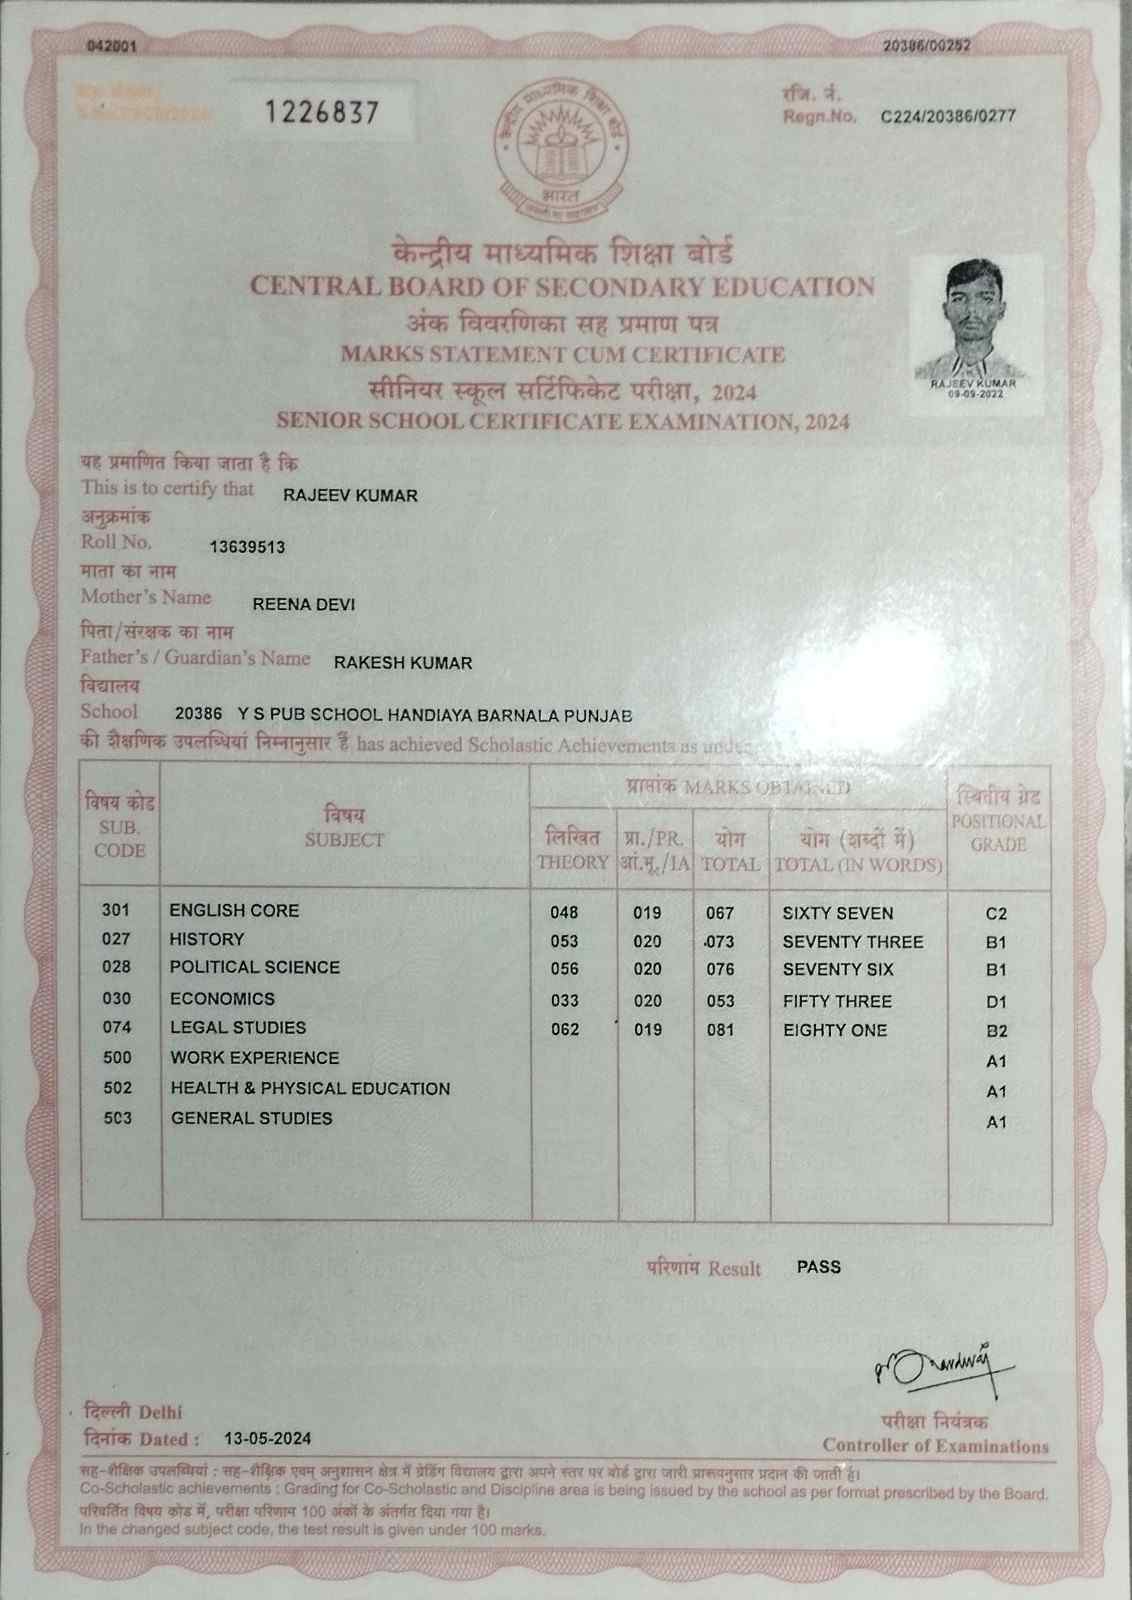 042001
20386/00252
1226837
रजि. नं.
Regn.No. C224/20386/0277
केन्द्रीय माध्यमिक शिक्षा बोर्ड
भारत
केन्द्रीय माध्यमिक शिक्षा बोर्ड
CENTRAL BOARD OF SECONDARY EDUCATION
अंक विवरणिका सह प्रमाण पत्र
MARKS STATEMENT CUM CERTIFICATE
सीनियर स्कूल सर्टिफिकेट परीक्षा, 2024
SENIOR SCHOOL CERTIFICATE EXAMINATION, 2024
RAJEEV KUMAR
09-09-2022
यह प्रमाणित किया जाता है कि
This is to certify that RAJEEV KUMAR
अनुक्रमांक
Roll No. 13639513
माता का नाम
Mother's Name REENA DEVI
पिता/संरक्षक का नाम
Father's / Guardian's Name RAKESH KUMAR
विद्यालय
School 20386 Y S PUB SCHOOL HANDIAYA BARNALA PUNJAB
की शैक्षणिक उपलब्धियां निम्नानुसार हैं has achieved Scholastic Achievements as under
विषय कोड
SUB.
CODE
विषय
SUBJECT
प्राप्तांक MARKS OBTAINED
लिखित
THEORY
प्रा./PR.
आं.मू./IA
योग
TOTAL
योग (शब्दों में)
TOTAL (IN WORDS)
स्थितीय ग्रेड
POSITIONAL
GRADE
301 ENGLISH CORE 048 019 067 SIXTY SEVEN C2
027 HISTORY 053 020 073 SEVENTY THREE B1
028 POLITICAL SCIENCE 056 020 076 SEVENTY SIX B1
030 ECONOMICS 033 020 053 FIFTY THREE D1
074 LEGAL STUDIES 062 019 081 EIGHTY ONE B2
500 WORK EXPERIENCE A1
502 HEALTH & PHYSICAL EDUCATION A1
503 GENERAL STUDIES A1
परिणाम Result PASS
दिल्ली Delhi
दिनांक Dated : 13-05-2024
परीक्षा नियंत्रक
Controller of Examinations
सह-शैक्षिक उपलब्धियां : सह-शैक्षिक एवम् अनुशासन क्षेत्र में ग्रेडिंग विद्यालय द्वारा अपने स्तर पर बोर्ड द्वारा जारी प्रारूपनुसार प्रदान की जाती है।
Co-Scholastic achievements : Grading for Co-Scholastic and Discipline area is being issued by the school as per format prescribed by the Board.
परिवर्तित विषय कोड में, परीक्षा परिणाम 100 अंकों के अंतर्गत दिया गया है।
In the changed subject code, the test result is given under 100 marks.